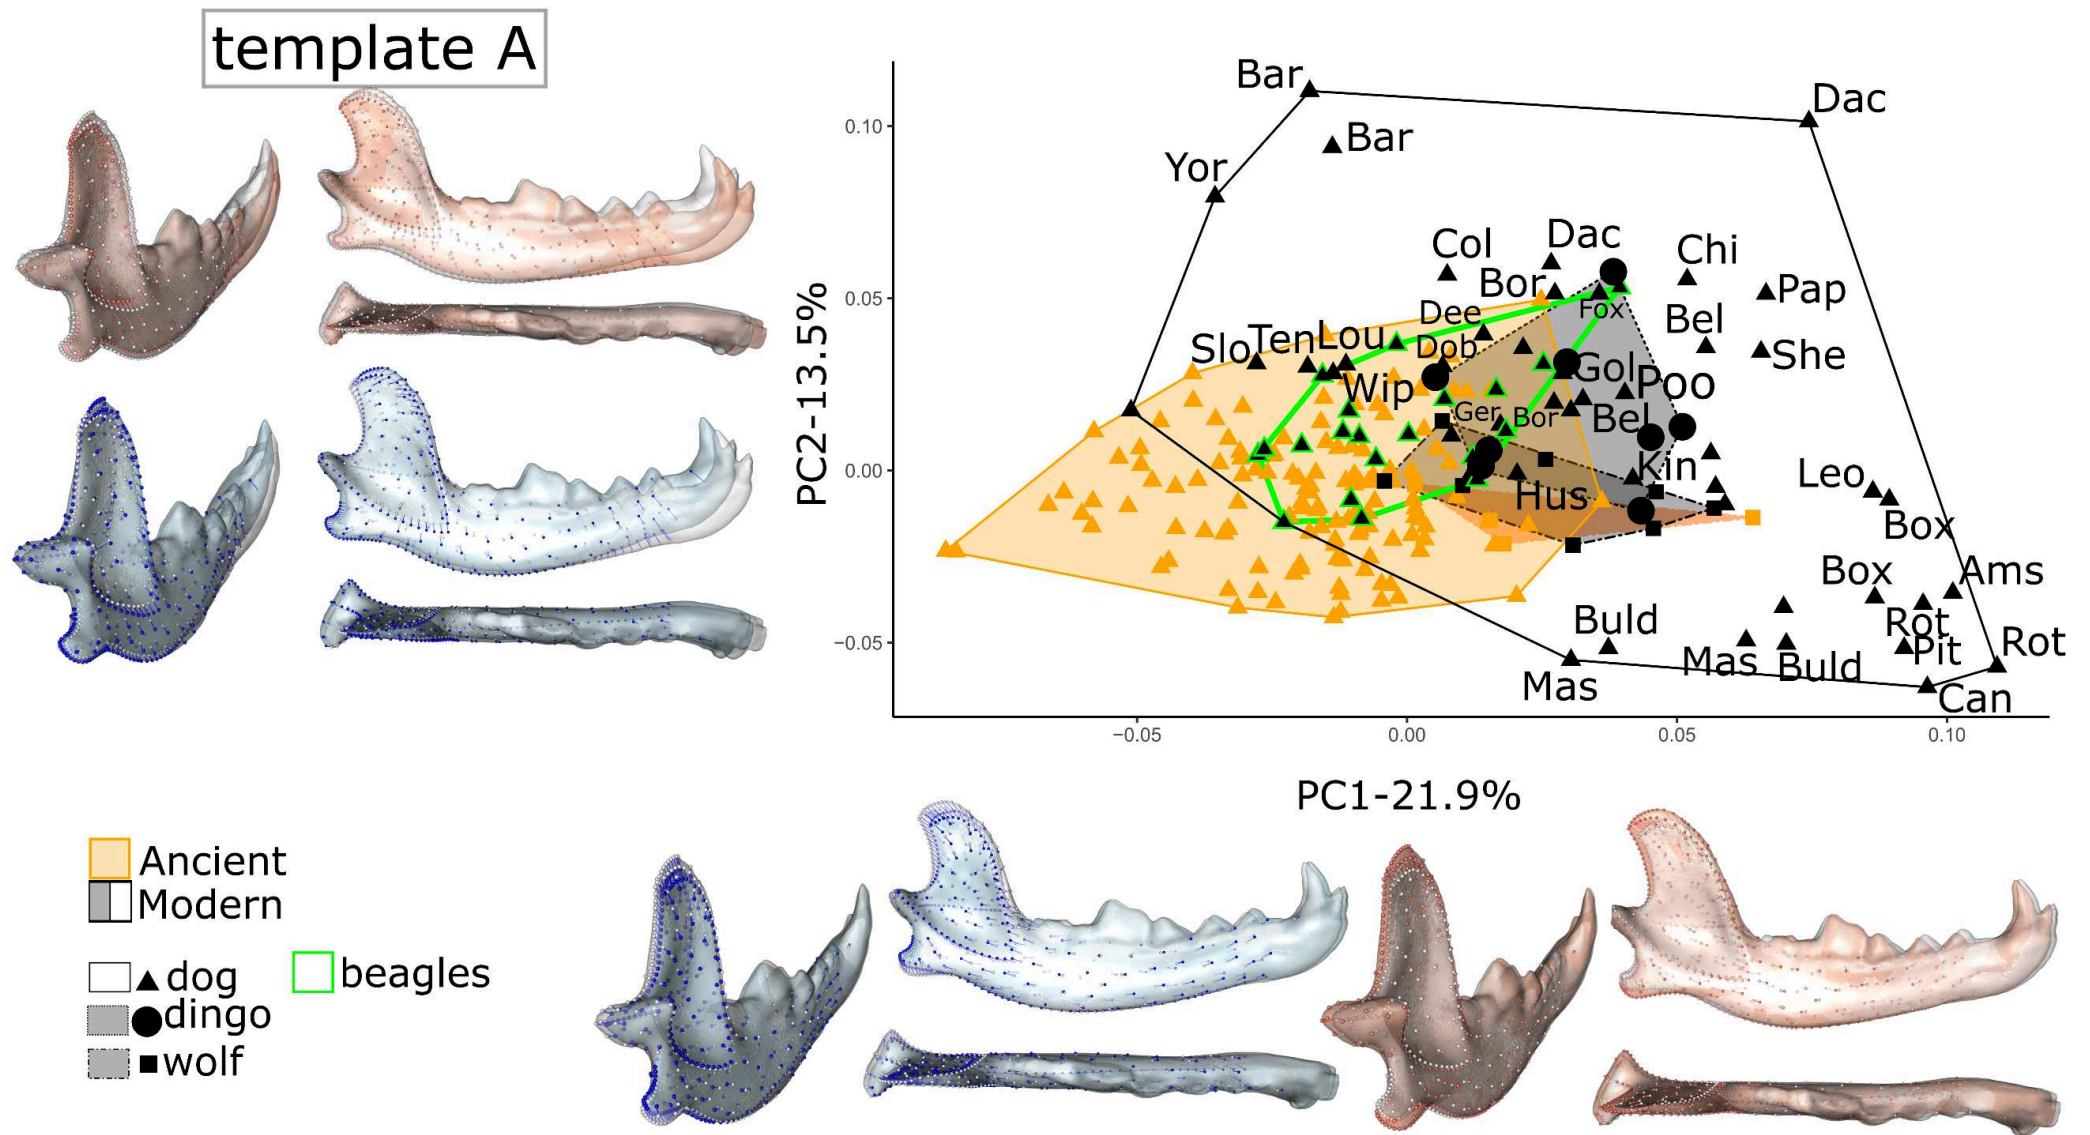 template A
Bar
Dac
0.10
Bar
Yor
Col
Dac
Chi
Bor
Pap
0.05
Fox
Dee
Bel
Slo
Ten
Lou
Dob
She
Gol
Wip
Poo
Ger
Bor
Bel
PC2-13.5%
0.00
Kin
Hus
Leo
Box
Box
Ams
Buld
Rot
−0.05
Mas
Buld
Pit
Rot
Mas
Can
−0.05
0.00
0.05
0.10
PC1-21.9%
Ancient
Modern
dog
beagles
dingo
wolf